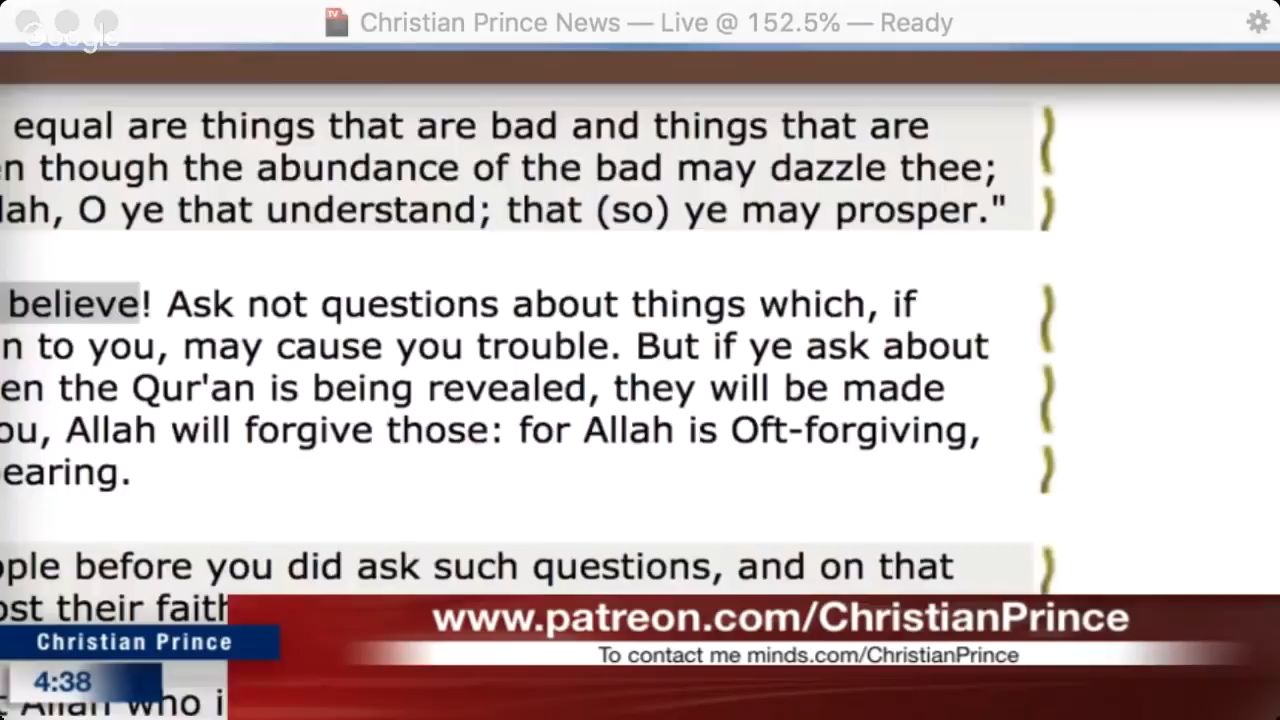 Christian Prince News — Live @ 152.5% — Ready
Google
equal are things that are bad and things that are
n though the abundance of the bad may dazzle thee;
lah, O ye that understand; that (so) ye may prosper."
believe! Ask not questions about things which, if
n to you, may cause you trouble. But if ye ask about
en the Qur'an is being revealed, they will be made
ou, Allah will forgive those: for Allah is Oft-forgiving,
earing.
ople before you did ask such questions, and on that
ost their faith
www.patreon.com/ChristianPrince
Christian Prince
To contact me minds.com/ChristianPrince
4:38
Allah who i